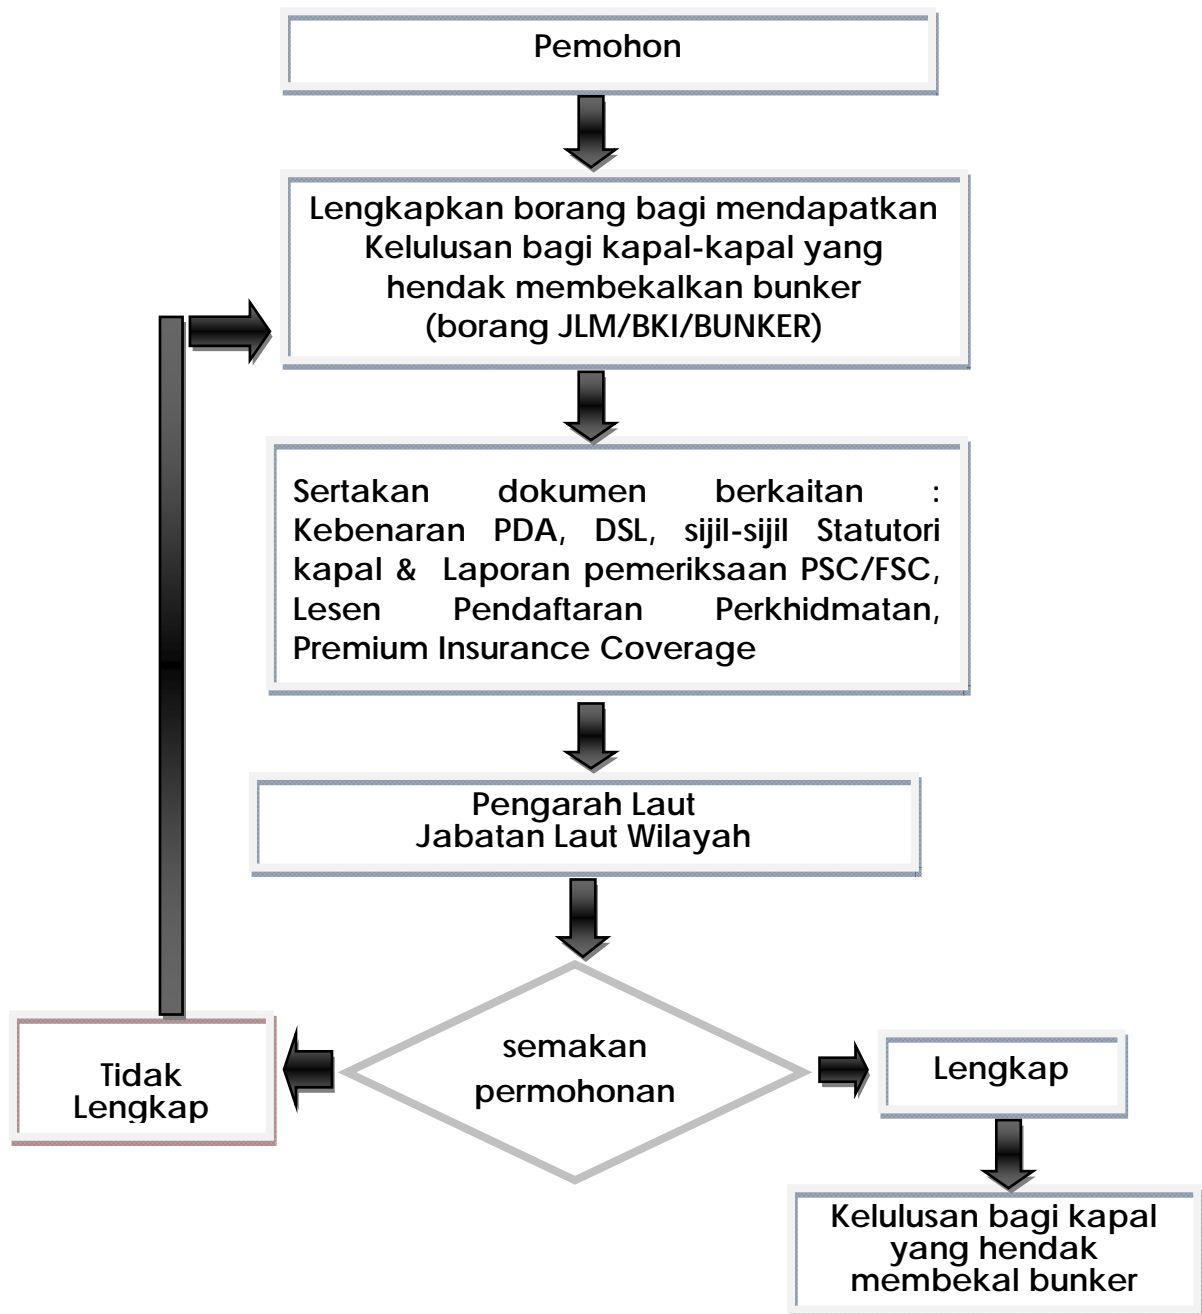 Pemohon
Lengkapkan borang bagi mendapatkan
Kelulusan bagi kapal-kapal yang
hendak membekalkan bunker
(borang JLM/BKI/BUNKER)
Sertakan dokumen berkaitan :
Kebenaran PDA, DSL, sijil-sijil Statutori
kapal & Laporan pemeriksaan PSC/FSC,
Lesen Pendaftaran Perkhidmatan,
Premium Insurance Coverage
Pengarah Laut
Jabatan Laut Wilayah
semakan
permohonan
Tidak
Lengkap
Lengkap
Kelulusan bagi kapal
yang hendak
membekal bunker